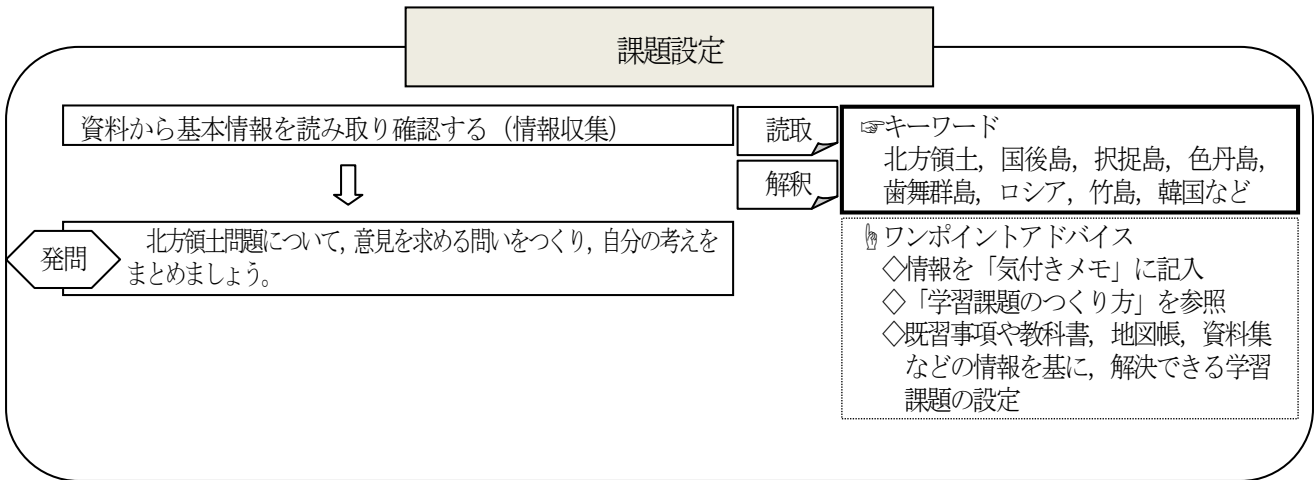 課題設定
資料から基本情報を読み取り確認する（情報収集）
読取
解釈
☞キーワード
北方領土，国後島，択捉島，色丹島，
歯舞群島，ロシア，竹島，韓国など
発問
北方領土問題について，意見を求める問いをつくり，自分の考えを
まとめましょう。
☝ワンポイントアドバイス
◇情報を「気付きメモ」に記入
◇「学習課題のつくり方」を参照
◇既習事項や教科書，地図帳，資料集
などの情報を基に，解決できる学習
課題の設定